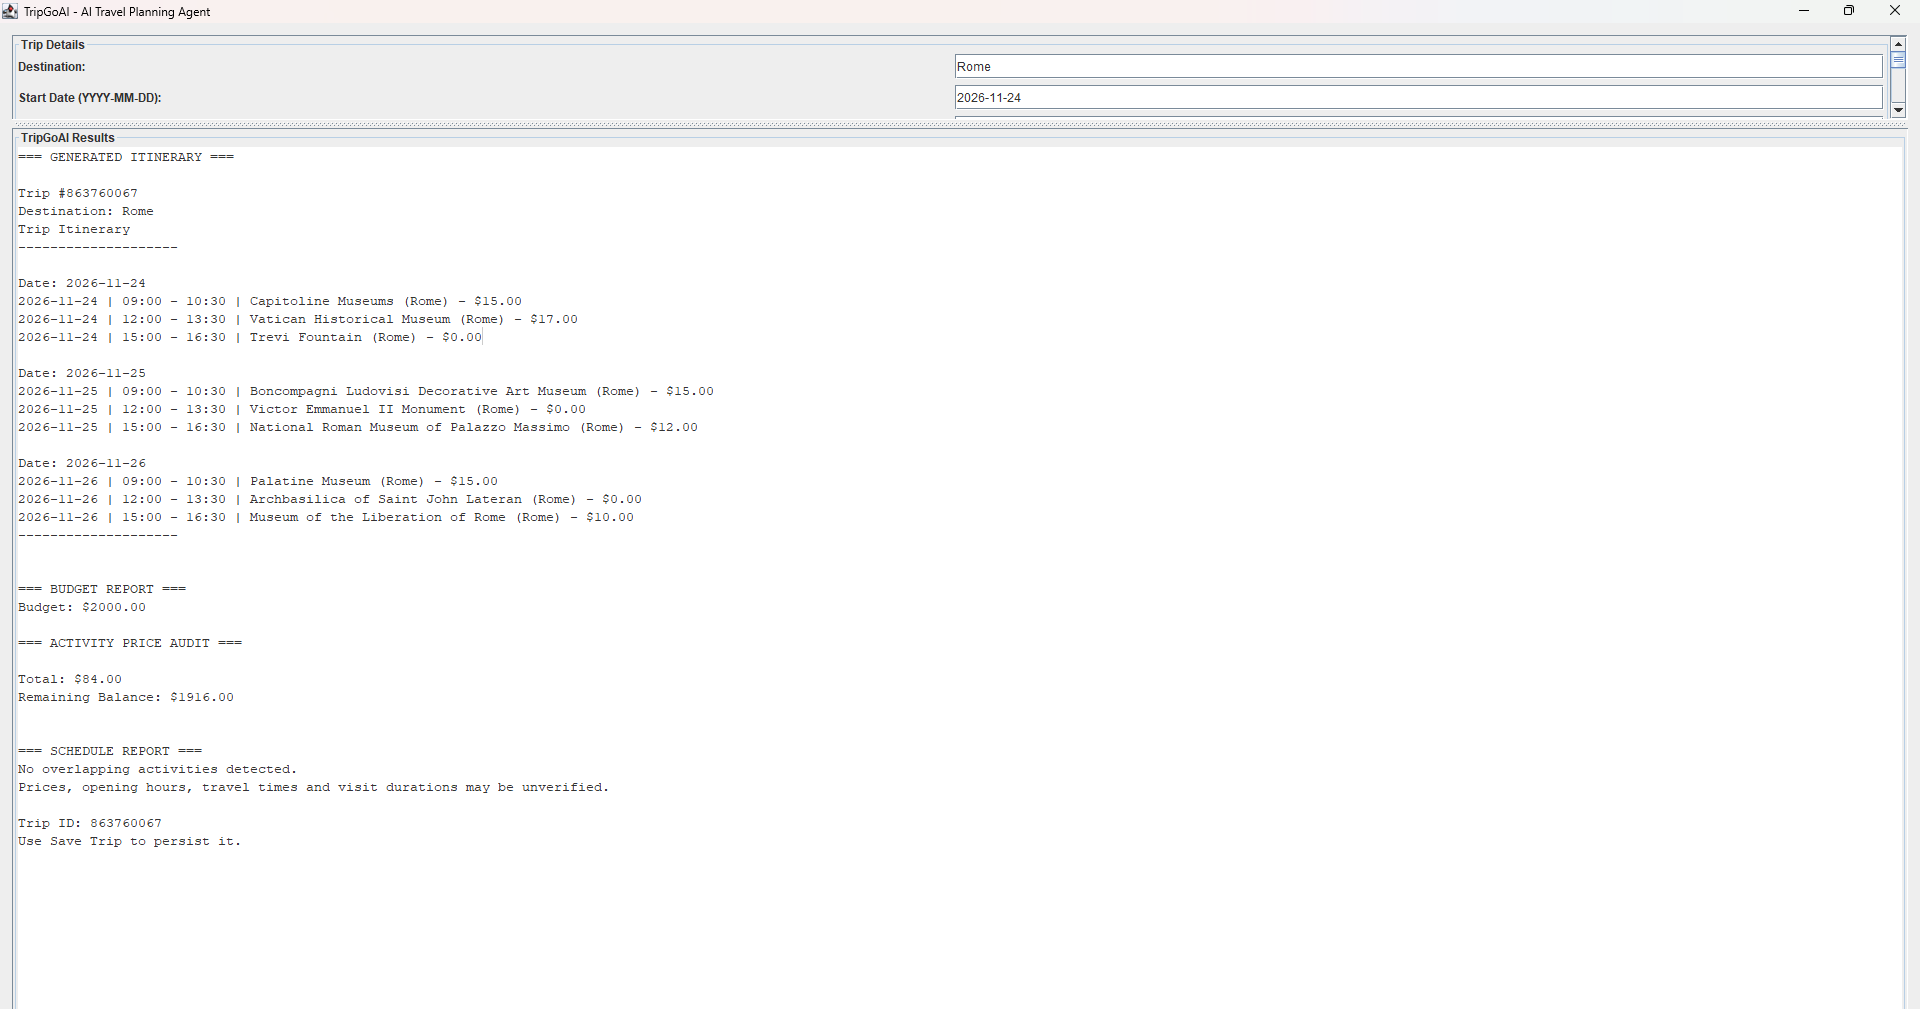 TripGoAI - AI Travel Planning Agent
Trip Details
Destination:
Rome
Start Date (YYYY-MM-DD):
2026-11-24
TripGoAI Results
=== GENERATED ITINERARY ===
Trip #863760067
Destination: Rome
Trip Itinerary
--------------------
Date: 2026-11-24
2026-11-24 | 09:00 - 10:30 | Capitoline Museums (Rome) - $15.00
2026-11-24 | 12:00 - 13:30 | Vatican Historical Museum (Rome) - $17.00
2026-11-24 | 15:00 - 16:30 | Trevi Fountain (Rome) - $0.00
Date: 2026-11-25
2026-11-25 | 09:00 - 10:30 | Boncompagni Ludovisi Decorative Art Museum (Rome) - $15.00
2026-11-25 | 12:00 - 13:30 | Victor Emmanuel II Monument (Rome) - $0.00
2026-11-25 | 15:00 - 16:30 | National Roman Museum of Palazzo Massimo (Rome) - $12.00
Date: 2026-11-26
2026-11-26 | 09:00 - 10:30 | Palatine Museum (Rome) - $15.00
2026-11-26 | 12:00 - 13:30 | Archbasilica of Saint John Lateran (Rome) - $0.00
2026-11-26 | 15:00 - 16:30 | Museum of the Liberation of Rome (Rome) - $10.00
--------------------
=== BUDGET REPORT ===
Budget: $2000.00
=== ACTIVITY PRICE AUDIT ===
Total: $84.00
Remaining Balance: $1916.00
=== SCHEDULE REPORT ===
No overlapping activities detected.
Prices, opening hours, travel times and visit durations may be unverified.
Trip ID: 863760067
Use Save Trip to persist it.